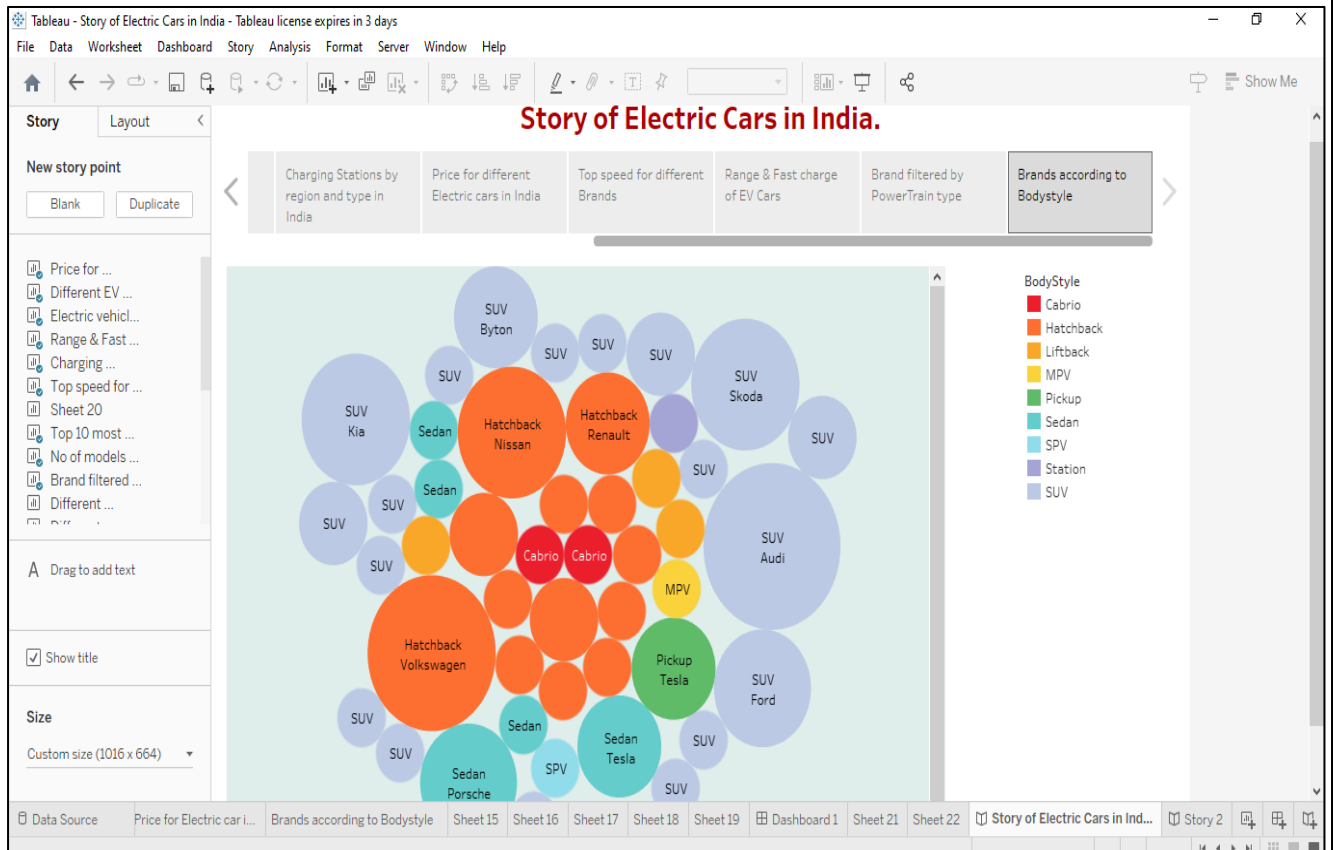 Tableau - Story of Electric Cars in India - Tableau license expires in 3 days
File Data Worksheet Dashboard Story Analysis Format Server Window Help
Show Me
Story Layout
New story point
Blank Duplicate
Price for ...
Different EV ...
Electric vehicl...
Range & Fast ...
Charging ...
Top speed for ...
Sheet 20
Top 10 most ...
No of models ...
Brand filtered ...
Different ...
A Drag to add text
Show title
Size
Custom size (1016 x 664)
Story of Electric Cars in India.
Charging Stations by
region and type in
India
Price for different
Electric cars in India
Top speed for different
Brands
Range & Fast charge
of EV Cars
Brand filtered by
PowerTrain type
Brands according to
Bodystyle
SUV
Byton
SUV
SUV
SUV
SUV
SUV
Skoda
SUV
Kia
Sedan
Hatchback
Nissan
Hatchback
Renault
SUV
SUV
Sedan
SUV
SUV
SUV
Audi
SUV
Cabrio
Cabrio
MPV
Hatchback
Volkswagen
Pickup
Tesla
SUV
Ford
SUV
Sedan
SUV
SUV
Sedan
Tesla
SPV
Sedan
Porsche
SUV
BodyStyle
Cabrio
Hatchback
Liftback
MPV
Pickup
Sedan
SPV
Station
SUV
Data Source Price for Electric car i... Brands according to Bodystyle Sheet 15 Sheet 16 Sheet 17 Sheet 18 Sheet 19 Dashboard 1 Sheet 21 Sheet 22 Story of Electric Cars in Ind... Story 2